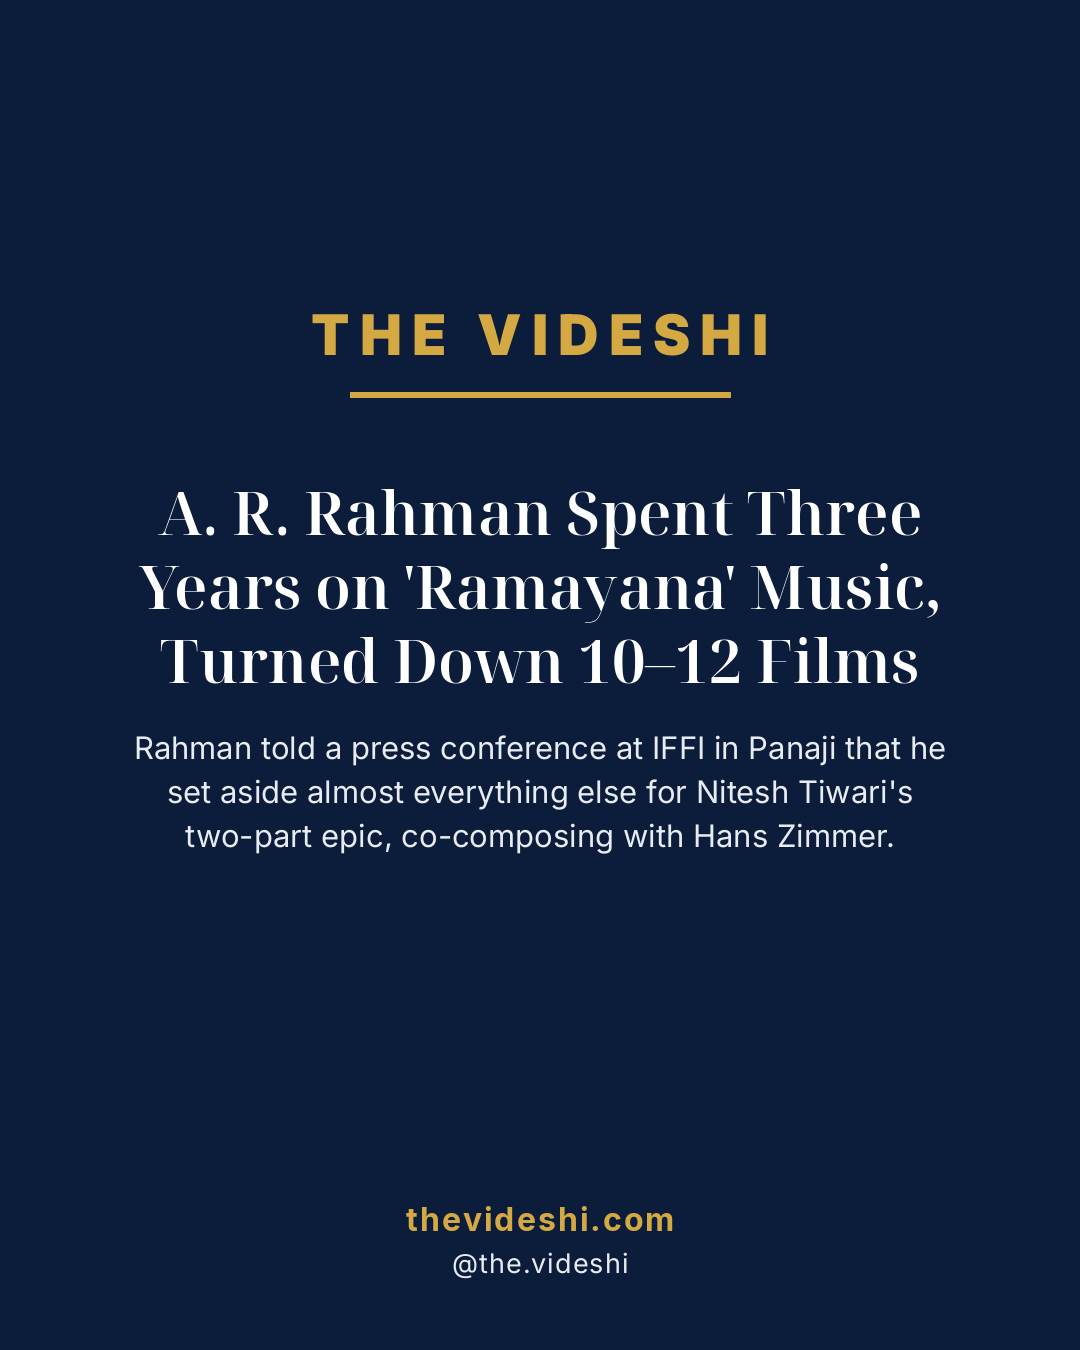 THE VIDESHI
A. R. Rahman Spent Three
Years on 'Ramayana' Music,
Turned Down 10–12 Films
Rahman told a press conference at IFFI in Panaji that he
set aside almost everything else for Nitesh Tiwari's
two-part epic, co-composing with Hans Zimmer.
thevideshi.com
@the.videshi